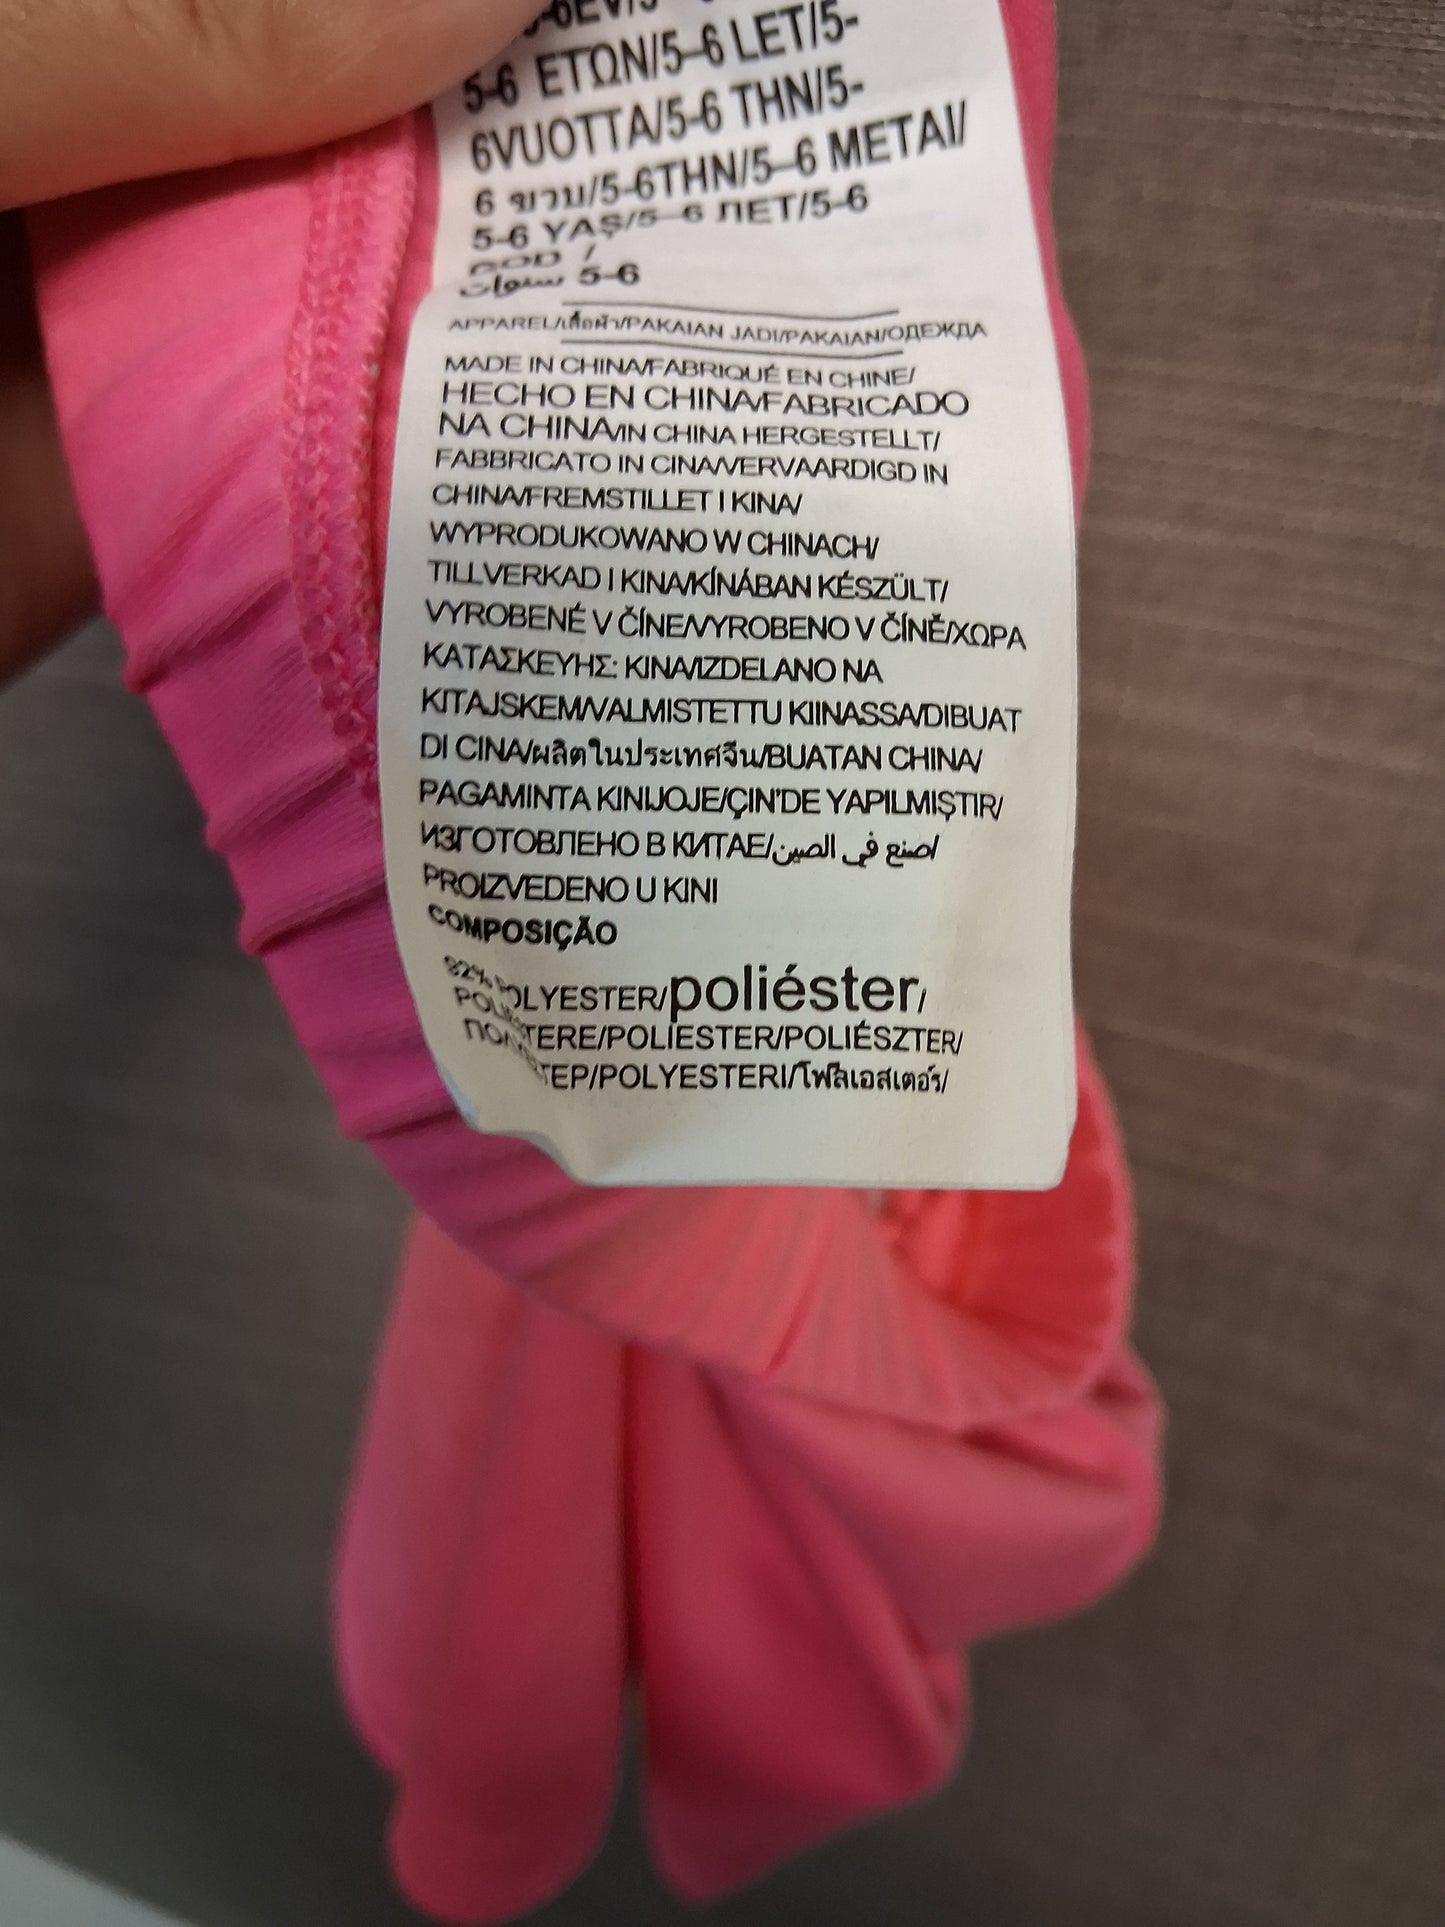 5-6 ΕΤΩΝ/5–6 LET/5-
6VUOTTA/5-6 THN/5-
6 ขวบ/5-6THN/5–6 METAI/
5-6 YAŞ/5–6 ЛЕТ/5-6
GOD /
سنوات 5-6
APPAREL/เสื้อผ้า/PAKAIAN JADI/PAKAIAN/ОДЕЖДА
MADE IN CHINA/FABRIQUÉ EN CHINE/
HECHO EN CHINA/FABRICADO
NA CHINA/IN CHINA HERGESTELLT/
FABBRICATO IN CINA/VERVAARDIGD IN
CHINA/FREMSTILLET I KINA/
WYPRODUKOWANO W CHINACH/
TILLVERKAD I KINA/KÍNÁBAN KÉSZÜLT/
VYROBENÉ V ČÍNE/VYROBENO V ČÍNĚ/ΧΩΡΑ
ΚΑΤΑΣΚΕΥΗΣ: ΚΙΝΑ/IZDELANO NA
KITAJSKEM/VALMISTETTU KIINASSA/DIBUAT
DI CINA/ผลิตในประเทศจีน/BUATAN CHINA/
PAGAMINTA KINIJOJE/ÇIN'DE YAPILMIŞTIR/
ИЗГОТОВЛЕНО В КИТАЕ/صنع في الصين/
PROIZVEDENO U KINI
COMPOSIÇÃO
92% POLYESTER/poliéster/
POLIESTERE/POLIESTER/POLIÉSZTER/
/POLYESTERI/โพลีเอสเตอร์/